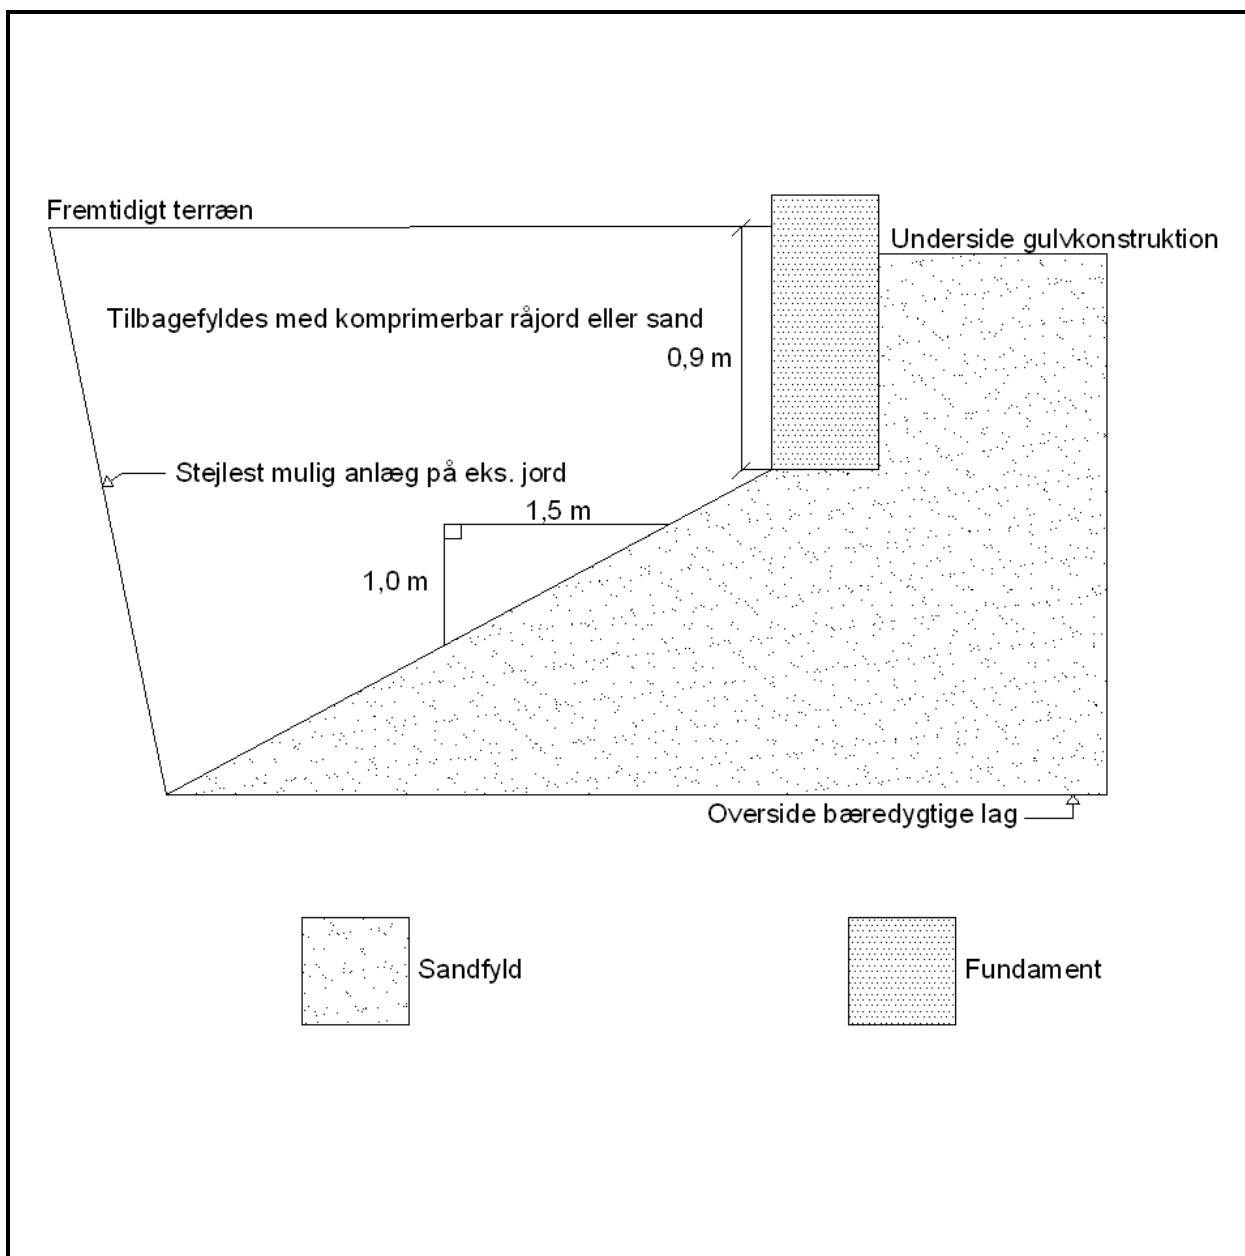 Fremtidigt terræn
Underside gulvkonstruktion
Tilbagefyldes med komprimerbar råjord eller sand
0,9 m
Stejlest mulig anlæg på eks. jord
1,5 m
1,0 m
Overside bæredygtige lag
Sandfyld
Fundament